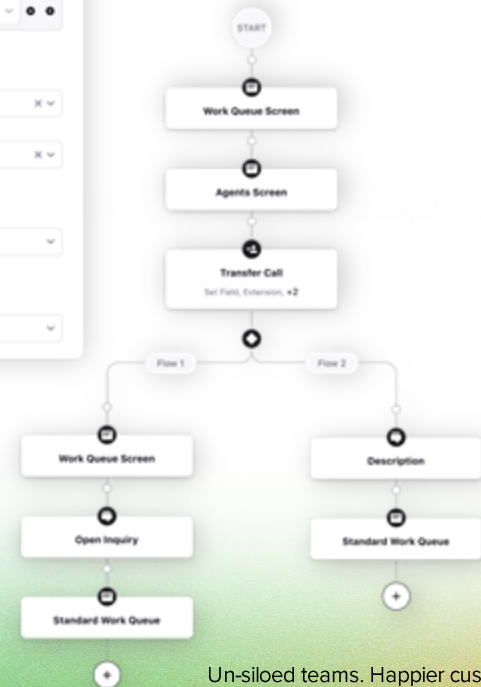 START
Work Queue Screen
Agents Screen
Transfer Call
Set Field, Extension, +2
Flow 1
Flow 2
Work Queue Screen
Description
Open Inquiry
Standard Work Queue
Standard Work Queue
Un-siloed teams. Happier cus